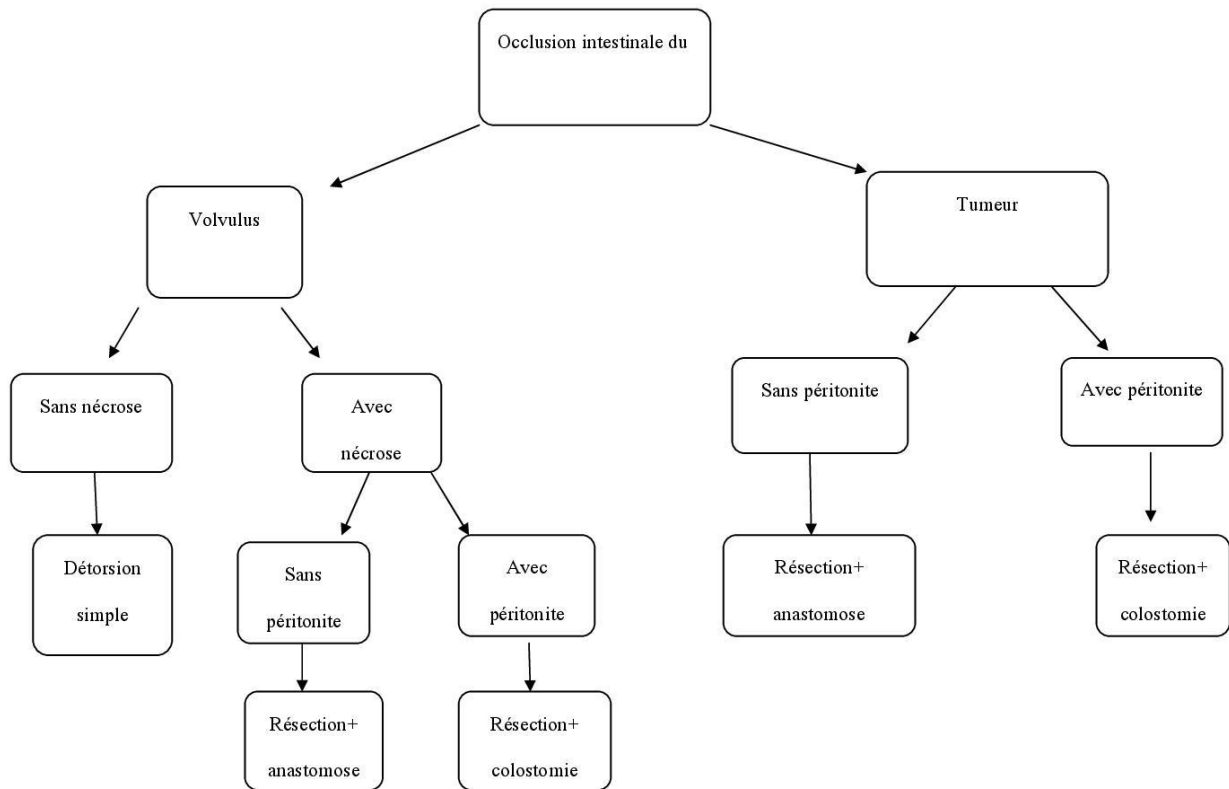 Occlusion intestinale du
Volvulus
Tumeur
Sans nécrose
Avec
nécrose
Sans péritonite
Avec péritonite
Détorsion
simple
Sans
péritonite
Avec
péritonite
Résection+
anastomose
Résection+
colostomie
Résection+
anastomose
Résection+
colostomie